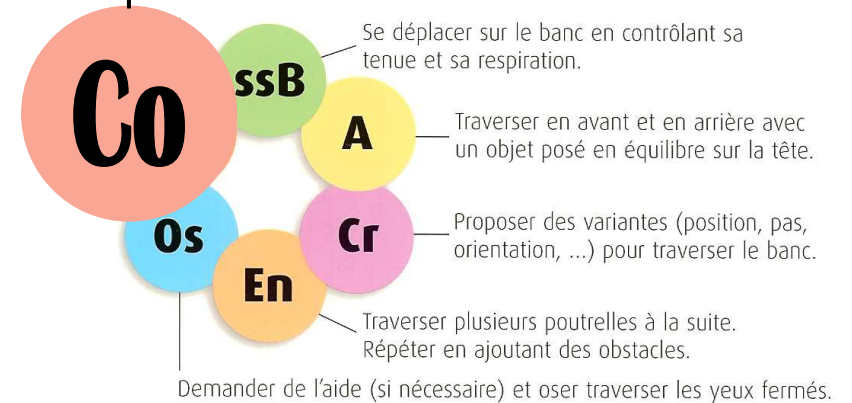 Co
ssB
Se déplacer sur le banc en contrôlant sa
tenue et sa respiration.
A
Traverser en avant et en arrière avec
un objet posé en équilibre sur la tête.
Cr
Proposer des variantes (position, pas,
orientation, ...) pour traverser le banc.
En
Traverser plusieurs poutrelles à la suite.
Répéter en ajoutant des obstacles.
Os
Demander de l'aide (si nécessaire) et oser traverser les yeux fermés.